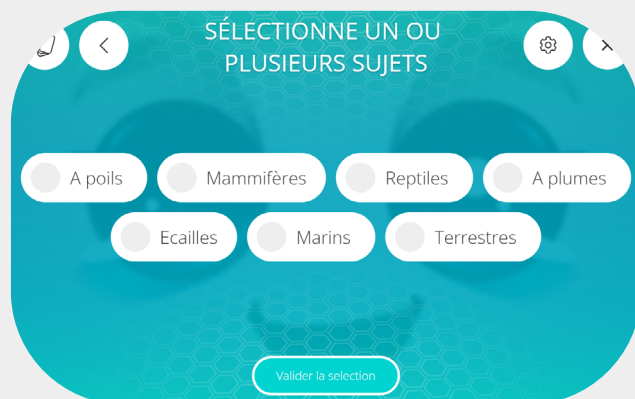 SÉLECTIONNE UN OU
PLUSIEURS SUJETS
A poils
Mammifères
Reptiles
A plumes
Ecailles
Marins
Terrestres
Valider la selection